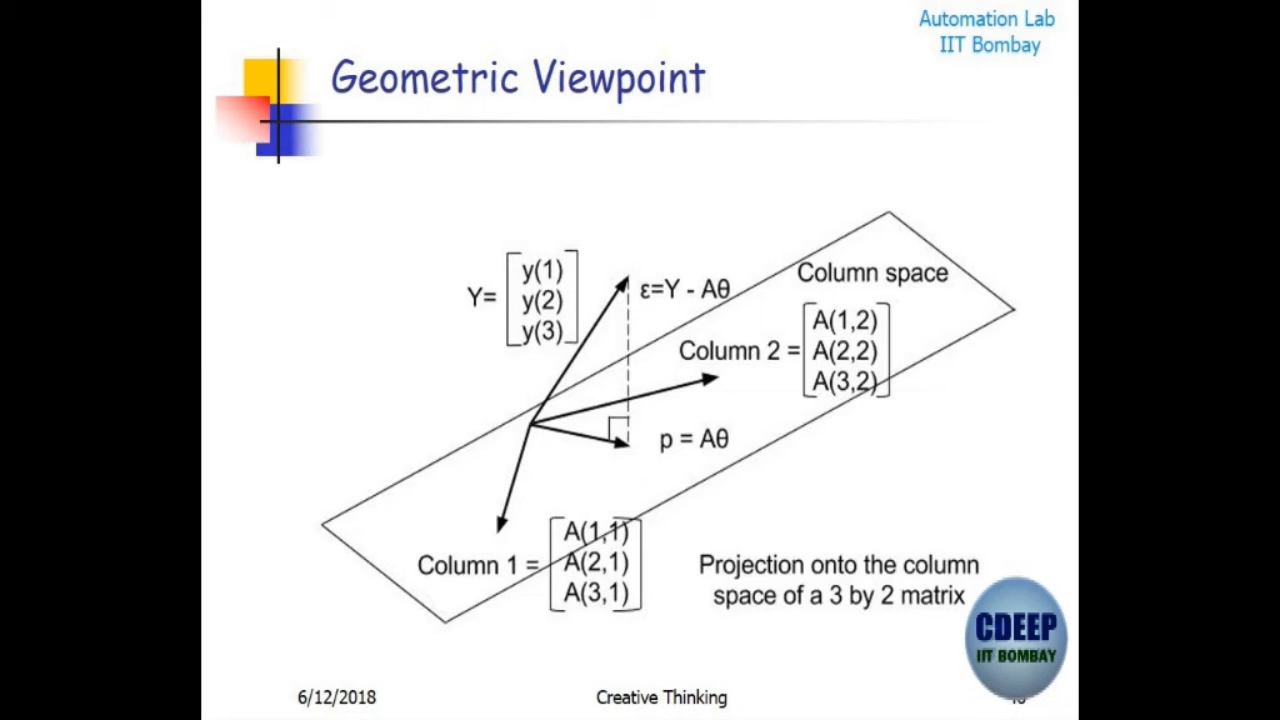 Automation Lab
IIT Bombay
Geometric Viewpoint
Column space
Y= [y(1)
y(2)
y(3)]
ε=Y - Aθ
Column 2 = [A(1,2)
A(2,2)
A(3,2)]
p = Aθ
Column 1 = [A(1,1)
A(2,1)
A(3,1)]
Projection onto the column
space of a 3 by 2 matrix
CDEEP
IIT BOMBAY
6/12/2018
Creative Thinking